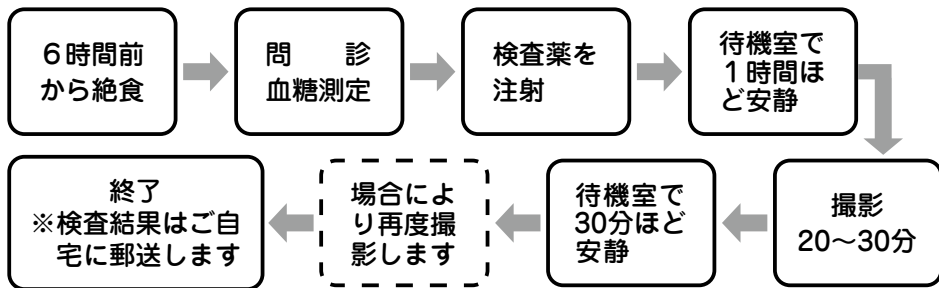 6時間前
から絶食
問　　診
血糖測定
検査薬を
注射
待機室で
1時間ほ
ど安静
撮影
20〜30分
待機室で
30分ほど
安静
場合によ
り再度撮
影します
終了
※検査結果はご自
宅に郵送します